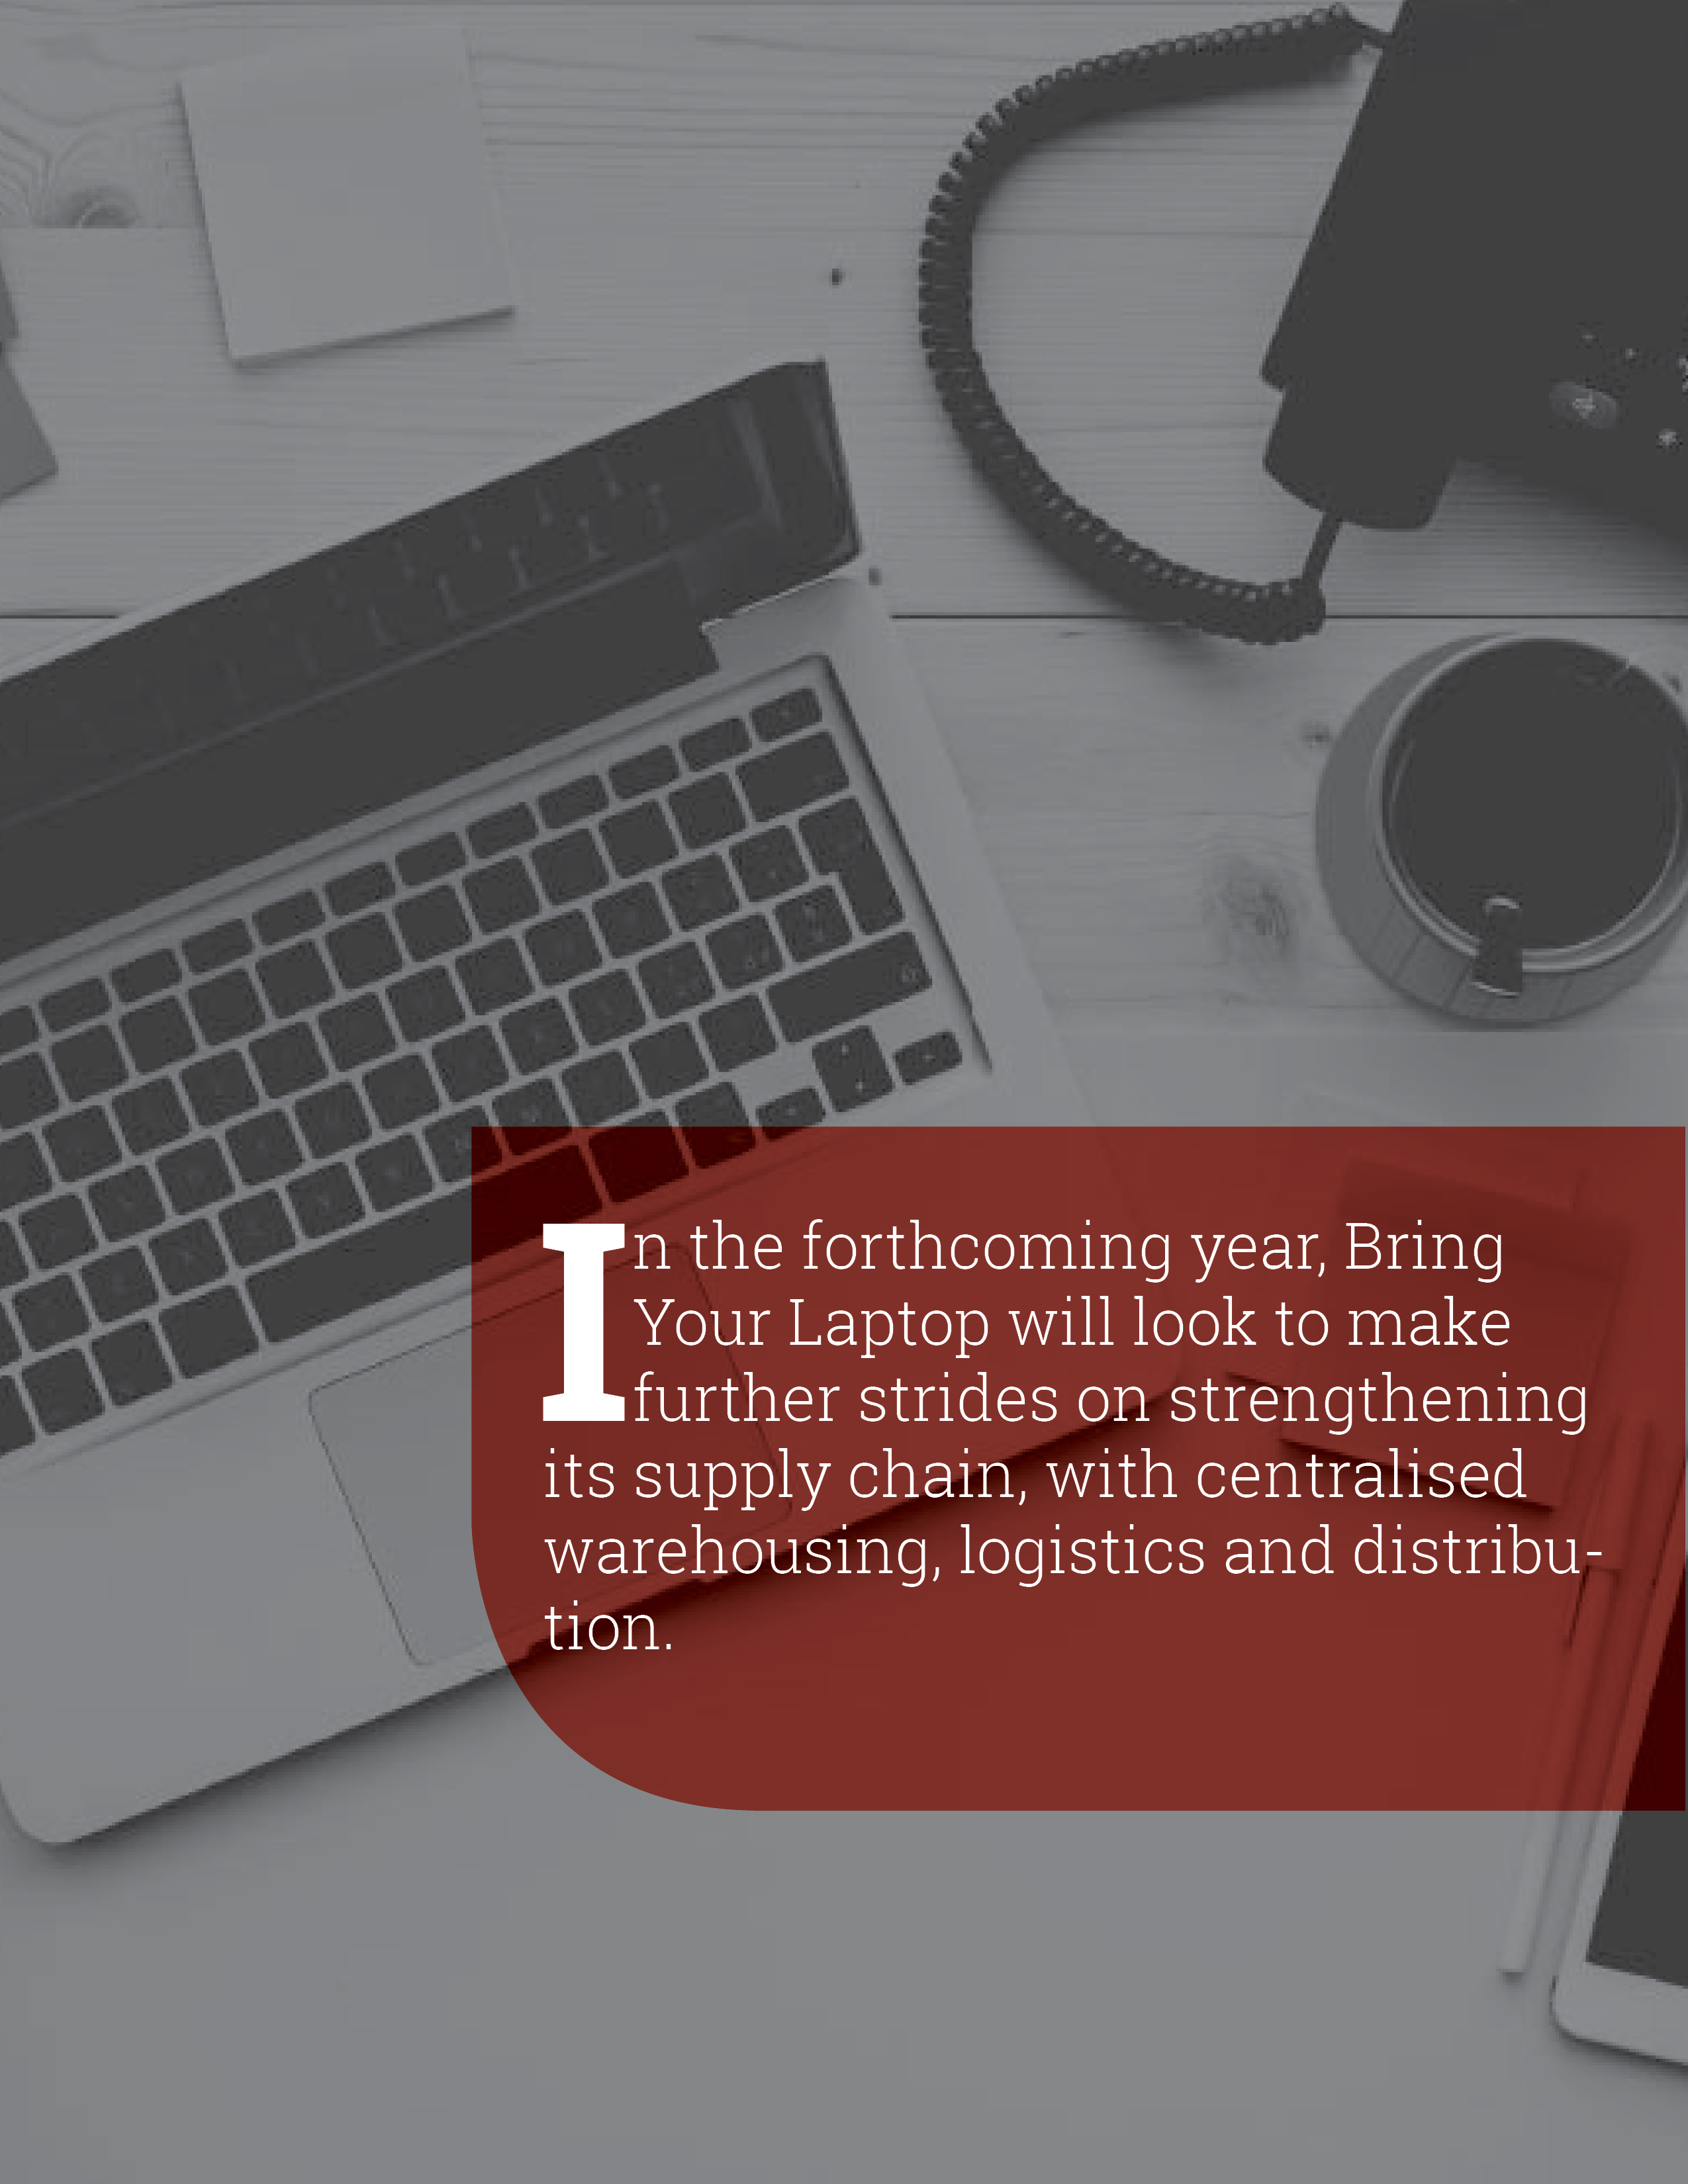 In the forthcoming year, Bring
Your Laptop will look to make
further strides on strengthening
its supply chain, with centralised
warehousing, logistics and distribu-
tion.